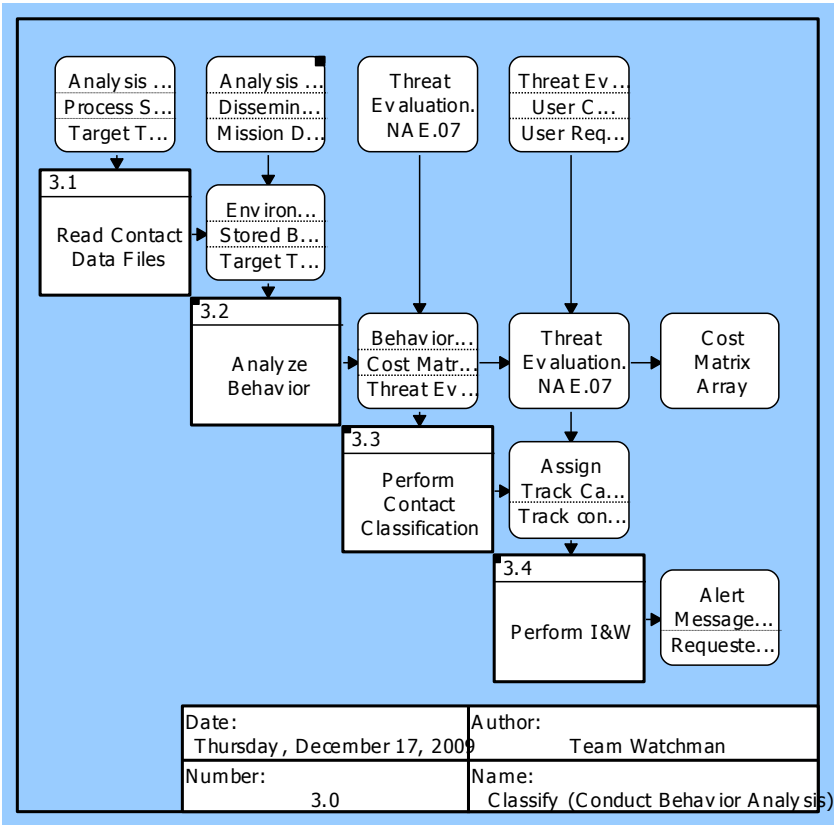 Analysis ...
Process S...
Target T...
Analysis ...
Dissemin...
Mission D...
Threat
Evaluation.
NAE.07
Threat Ev...
User C...
User Req...
3.1
Read Contact
Data Files
Environ...
Stored B...
Target T...
3.2
Analyze
Behavior
Behavior...
Cost Matr...
Threat Ev...
Threat
Evaluation.
NAE.07
Cost
Matrix
Array
3.3
Perform
Contact
Classification
Assign
Track Ca...
Track con...
3.4
Perform I&W
Alert
Message...
Requeste...
Date:
Thursday, December 17, 2009
Author:
Team Watchman
Number:
3.0
Name:
Classify (Conduct Behavior Analysis)